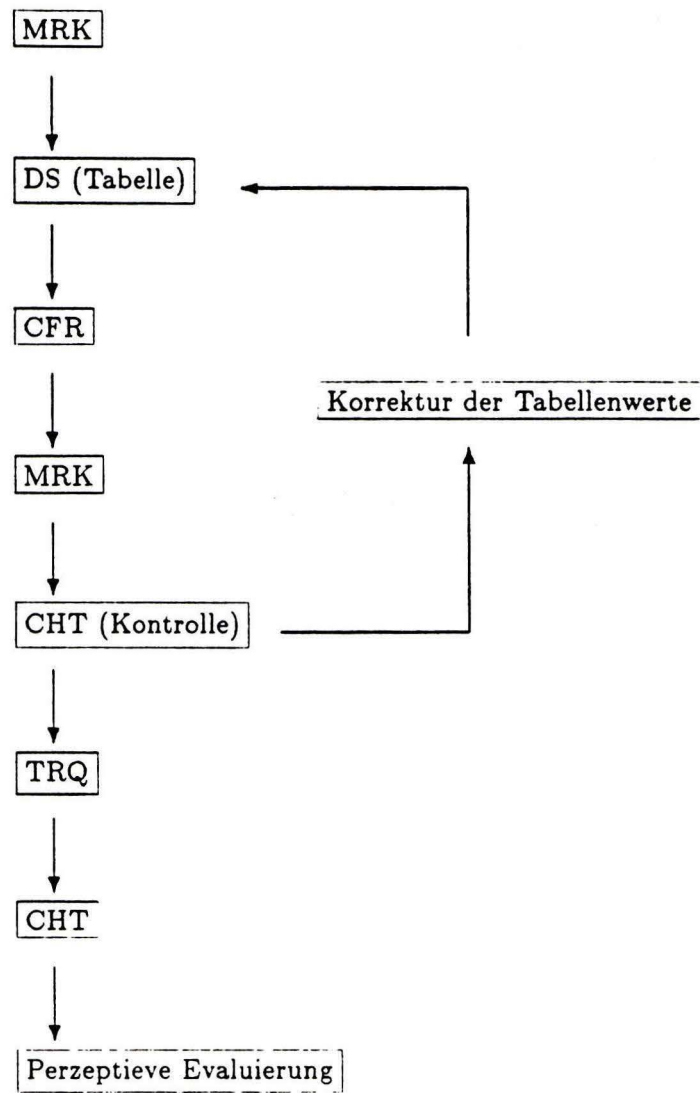 MRK
DS (Tabelle)
CFR
Korrektur der Tabellenwerte
MRK
CHT (Kontrolle)
TRQ
CHT
Perzeptieve Evaluierung